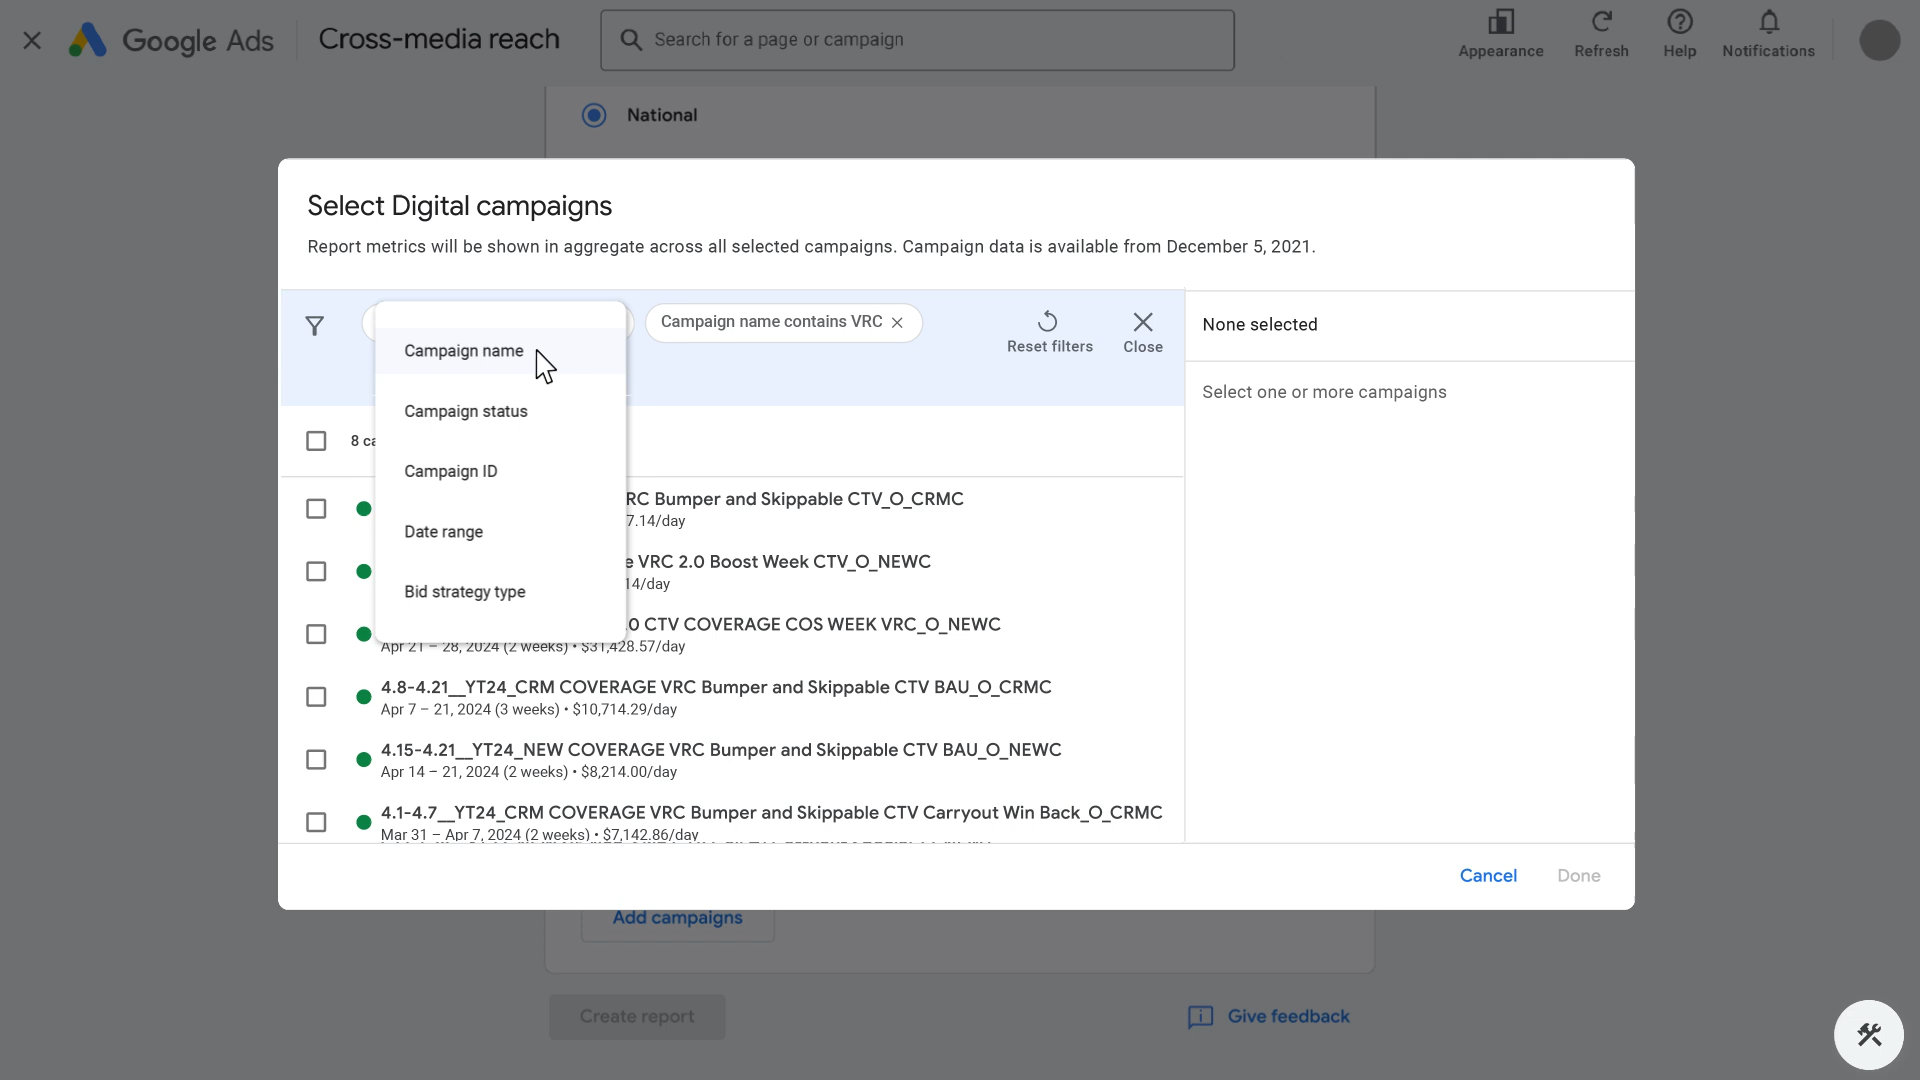 Google Ads
Cross-media reach
Search for a page or campaign
Appearance
Refresh
Help
Notifications
National
Select Digital campaigns
Report metrics will be shown in aggregate across all selected campaigns. Campaign data is available from December 5, 2021.
Campaign name contains VRC
Reset filters
Close
None selected
Select one or more campaigns
Campaign name
Campaign status
Campaign ID
Date range
Bid strategy type
8 ca
RC Bumper and Skippable CTV_O_CRMC
7.14/day
e VRC 2.0 Boost Week CTV_O_NEWC
14/day
.0 CTV COVERAGE COS WEEK VRC_O_NEWC
Apr 21 – 28, 2024 (2 weeks) • $31,428.57/day
4.8-4.21__YT24_CRM COVERAGE VRC Bumper and Skippable CTV BAU_O_CRMC
Apr 7 – 21, 2024 (3 weeks) • $10,714.29/day
4.15-4.21__YT24_NEW COVERAGE VRC Bumper and Skippable CTV BAU_O_NEWC
Apr 14 – 21, 2024 (2 weeks) • $8,214.00/day
4.1-4.7__YT24_CRM COVERAGE VRC Bumper and Skippable CTV Carryout Win Back_O_CRMC
Mar 31 – Apr 7, 2024 (2 weeks) • $7,142.86/day
Cancel
Done
Add campaigns
Create report
Give feedback